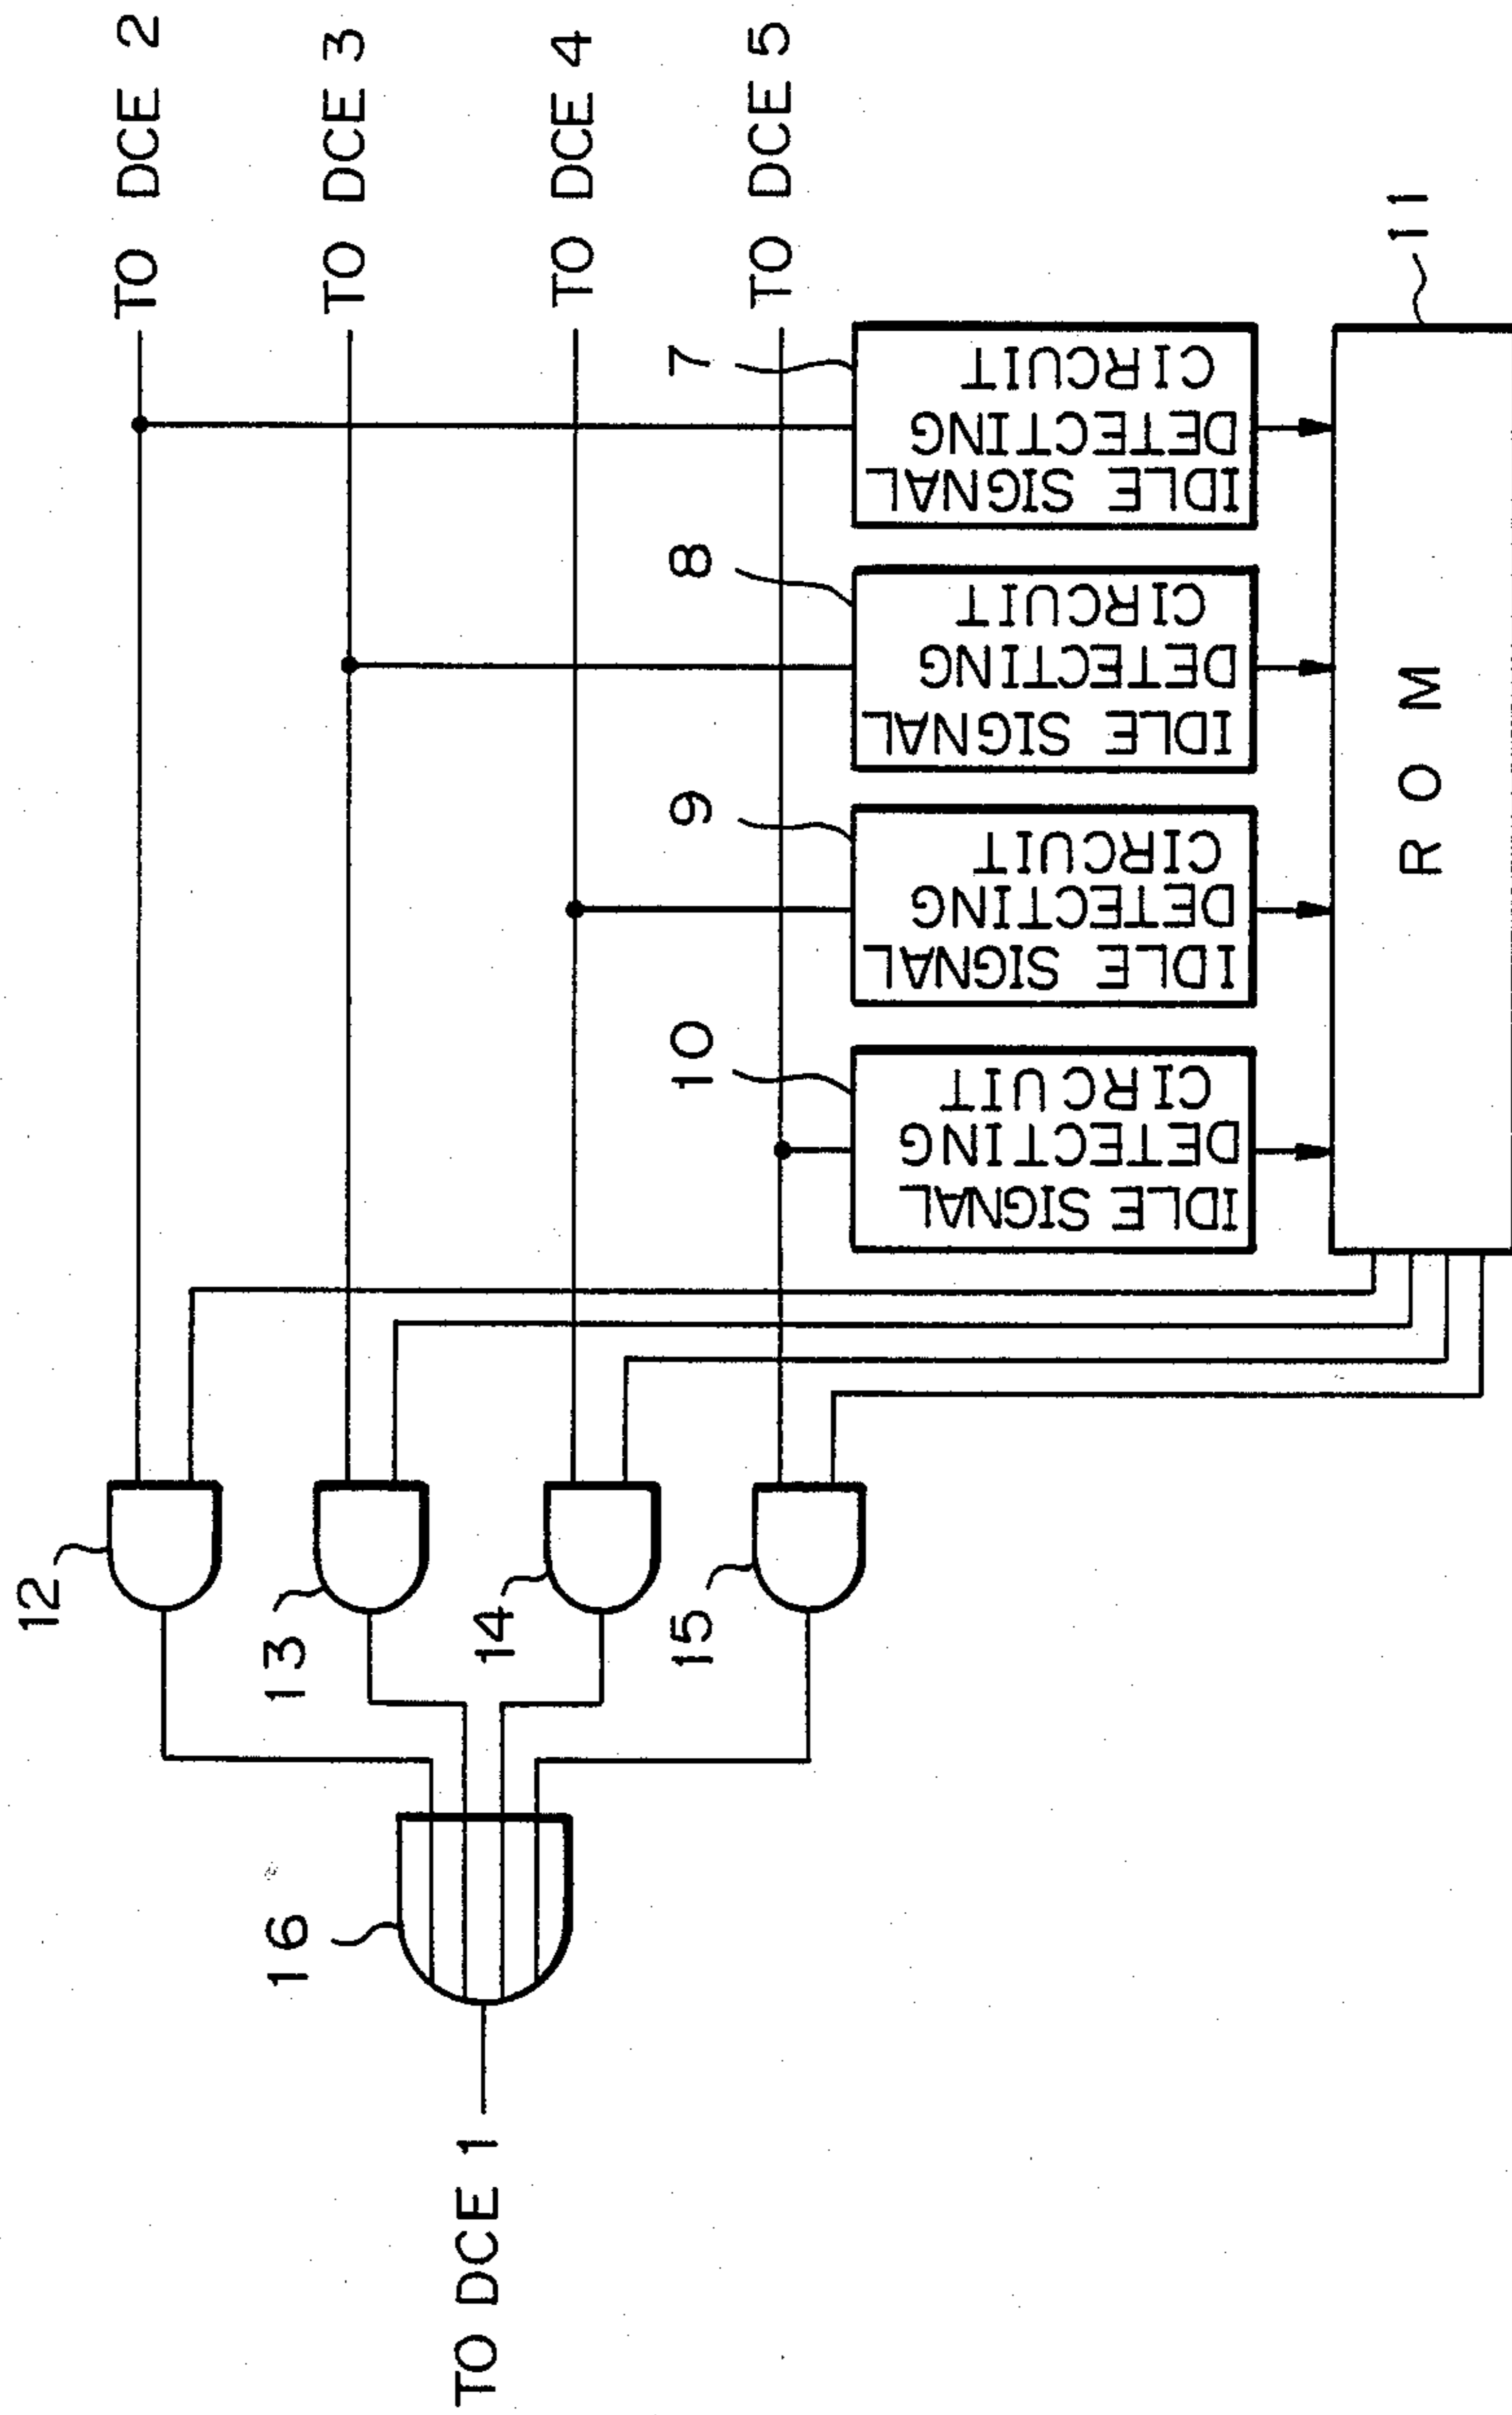 TO DCE 2
TO DCE 3
TO DCE 4
TO DCE 5
7
8
9
10
IDLE SIGNAL
DETECTING
CIRCUIT
IDLE SIGNAL
DETECTING
CIRCUIT
IDLE SIGNAL
DETECTING
CIRCUIT
IDLE SIGNAL
DETECTING
CIRCUIT
11
ROM
12
13
14
15
16
TO DCE 1